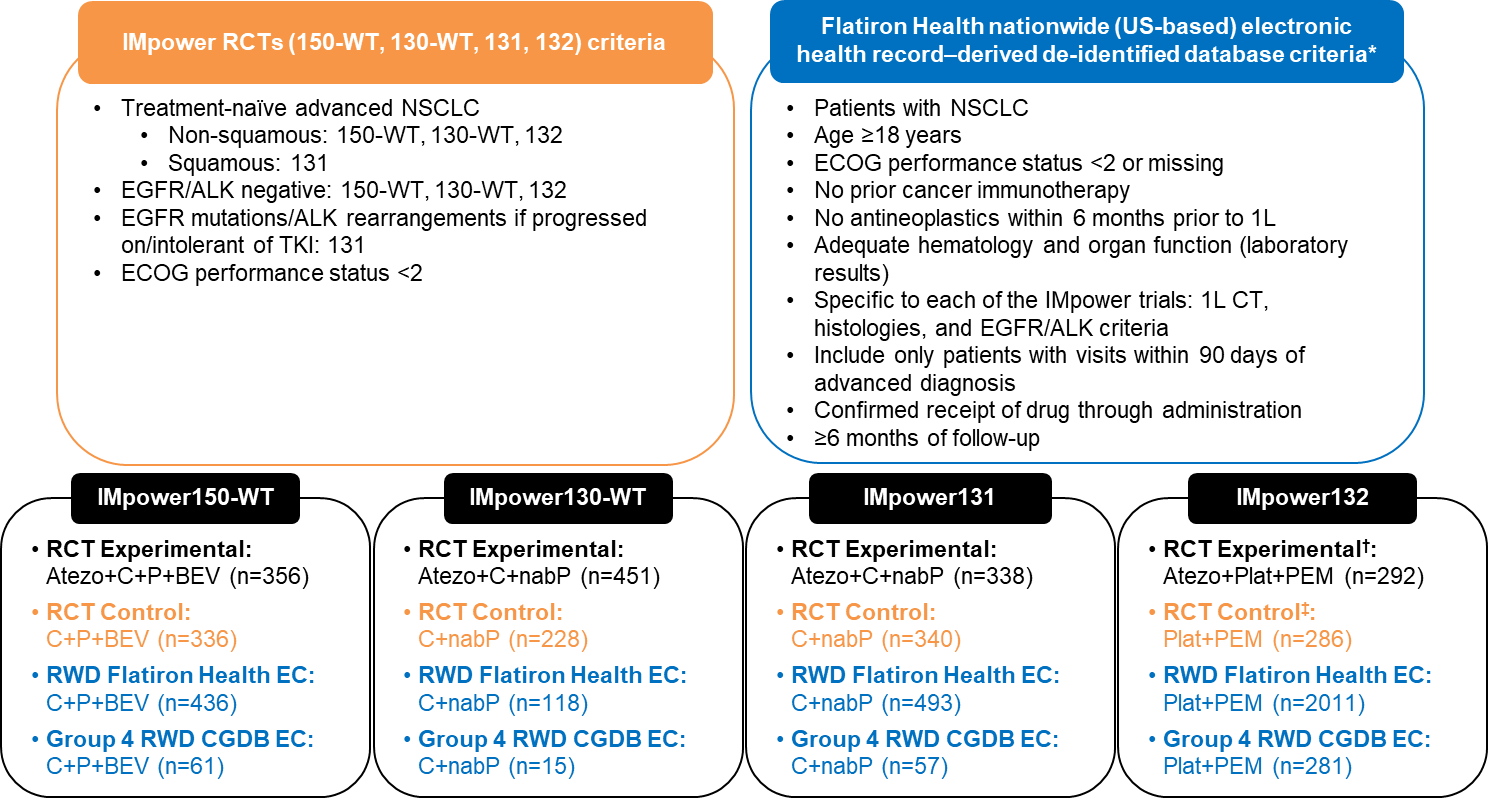 IMpower RCTs (150-WT, 130-WT, 131, 132) criteria
• Treatment-naïve advanced NSCLC
• Non-squamous: 150-WT, 130-WT, 132
• Squamous: 131
• EGFR/ALK negative: 150-WT, 130-WT, 132
• EGFR mutations/ALK rearrangements if progressed
on/intolerant of TKI: 131
• ECOG performance status <2
Flatiron Health nationwide (US-based) electronic
health record–derived de-identified database criteria*
• Patients with NSCLC
• Age ≥18 years
• ECOG performance status <2 or missing
• No prior cancer immunotherapy
• No antineoplastics within 6 months prior to 1L
• Adequate hematology and organ function (laboratory
results)
• Specific to each of the IMpower trials: 1L CT,
histologies, and EGFR/ALK criteria
• Include only patients with visits within 90 days of
advanced diagnosis
• Confirmed receipt of drug through administration
• ≥6 months of follow-up
IMpower150-WT
• RCT Experimental:
Atezo+C+P+BEV (n=356)
• RCT Control:
C+P+BEV (n=336)
• RWD Flatiron Health EC:
C+P+BEV (n=436)
• Group 4 RWD CGDB EC:
C+P+BEV (n=61)
IMpower130-WT
• RCT Experimental:
Atezo+C+nabP (n=451)
• RCT Control:
C+nabP (n=228)
• RWD Flatiron Health EC:
C+nabP (n=118)
• Group 4 RWD CGDB EC:
C+nabP (n=15)
IMpower131
• RCT Experimental:
Atezo+C+nabP (n=338)
• RCT Control:
C+nabP (n=340)
• RWD Flatiron Health EC:
C+nabP (n=493)
• Group 4 RWD CGDB EC:
C+nabP (n=57)
IMpower132
• RCT Experimental†:
Atezo+Plat+PEM (n=292)
• RCT Control‡:
Plat+PEM (n=286)
• RWD Flatiron Health EC:
Plat+PEM (n=2011)
• Group 4 RWD CGDB EC:
Plat+PEM (n=281)